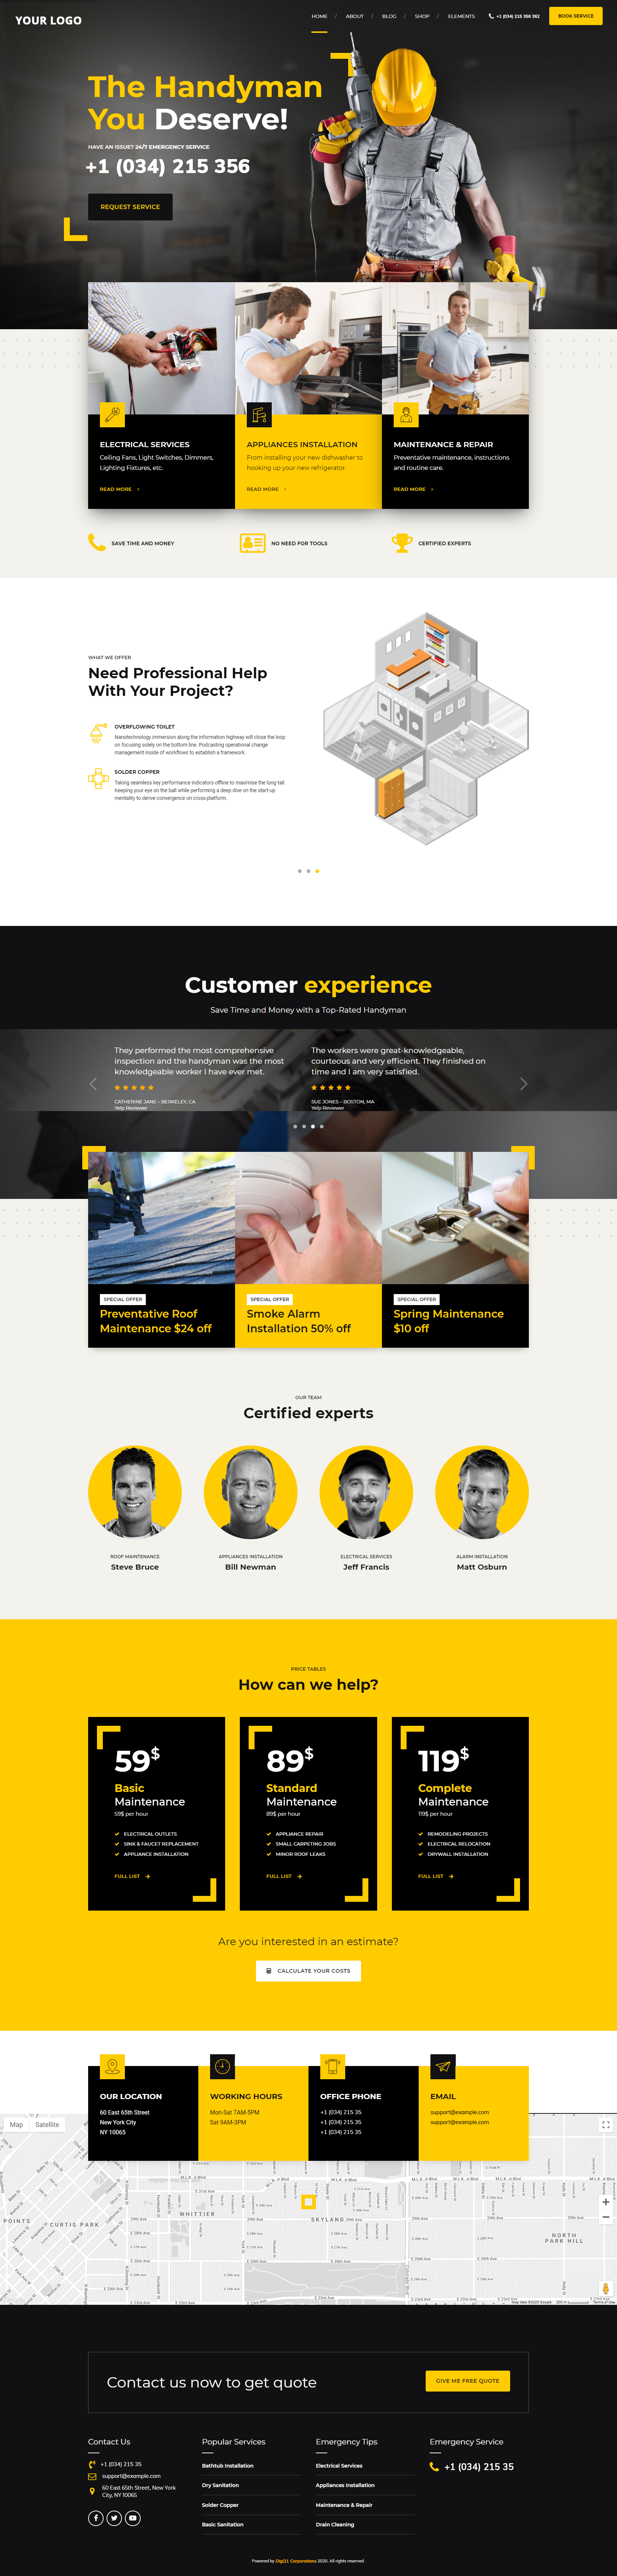 YOUR LOGO
HOME / ABOUT / BLOG / SHOP / ELEMENTS
+1 (034) 215 356 362
BOOK SERVICE
The Handyman
You Deserve!
HAVE AN ISSUE? 24/7 EMERGENCY SERVICE
+1 (034) 215 356
REQUEST SERVICE
ELECTRICAL SERVICES
Ceiling Fans, Light Switches, Dimmers,
Lighting Fixtures, etc.
READ MORE
APPLIANCES INSTALLATION
From installing your new dishwasher to
hooking up your new refrigerator.
READ MORE
MAINTENANCE & REPAIR
Preventative maintenance, instructions
and routine care.
READ MORE
SAVE TIME AND MONEY
NO NEED FOR TOOLS
CERTIFIED EXPERTS
WHAT WE OFFER
Need Professional Help
With Your Project?
OVERFLOWING TOILET
Nanotechnology immersion along the information highway will close the loop
on focusing solely on the bottom line. Podcasting operational change
management inside of workflows to establish a framework.
SOLDER COPPER
Taking seamless key performance indicators offline to maximise the long tail.
Keeping your eye on the ball while performing a deep dive on the start-up
mentality to derive convergence on cross-platform.
Customer experience
Save Time and Money with a Top-Rated Handyman
They performed the most comprehensive
inspection and the handyman was the most
knowledgeable worker I have ever met.
CATHERINE JANE – BERKELEY, CA
Yelp Reviewer
The workers were great-knowledgeable,
courteous and very efficient. They finished on
time and I am very satisfied.
SUE JONES – BOSTON, MA
Yelp Reviewer
SPECIAL OFFER
Preventative Roof
Maintenance $24 off
SPECIAL OFFER
Smoke Alarm
Installation 50% off
SPECIAL OFFER
Spring Maintenance
$10 off
OUR TEAM
Certified experts
ROOF MAINTENANCE
Steve Bruce
APPLIANCES INSTALLATION
Bill Newman
ELECTRICAL SERVICES
Jeff Francis
ALARM INSTALLATION
Matt Osburn
PRICE TABLES
How can we help?
59$
Basic
Maintenance
59$ per hour
ELECTRICAL OUTLETS
SINK & FAUCET REPLACEMENT
APPLIANCE INSTALLATION
FULL LIST
89$
Standard
Maintenance
89$ per hour
APPLIANCE REPAIR
SMALL CARPETING JOBS
MINOR ROOF LEAKS
FULL LIST
119$
Complete
Maintenance
119$ per hour
REMODELING PROJECTS
ELECTRICAL RELOCATION
DRYWALL INSTALLATION
FULL LIST
Are you interested in an estimate?
CALCULATE YOUR COSTS
OUR LOCATION
60 East 65th Street
New York City
NY 10065
WORKING HOURS
Mon-Sat 7AM-5PM
Sat 9AM-3PM
OFFICE PHONE
+1 (034) 215 35
+1 (034) 215 35
+1 (034) 215 35
EMAIL
support@example.com
support@example.com
Map Satellite
POINTS
CURTIS PARK
WHITTIER
SKYLAND
NORTH
PARK HILL
Contact us now to get quote
GIVE ME FREE QUOTE
Contact Us
+1 (034) 215 35
support@example.com
60 East 65th Street, New York
City, NY 10065
Popular Services
Bathtub Installation
Dry Sanitation
Solder Copper
Basic Sanitation
Emergency Tips
Electrical Services
Appliances Installation
Maintenance & Repair
Drain Cleaning
Emergency Service
+1 (034) 215 35
Powered by Digi21 Corporations 2020. All rights reserved.